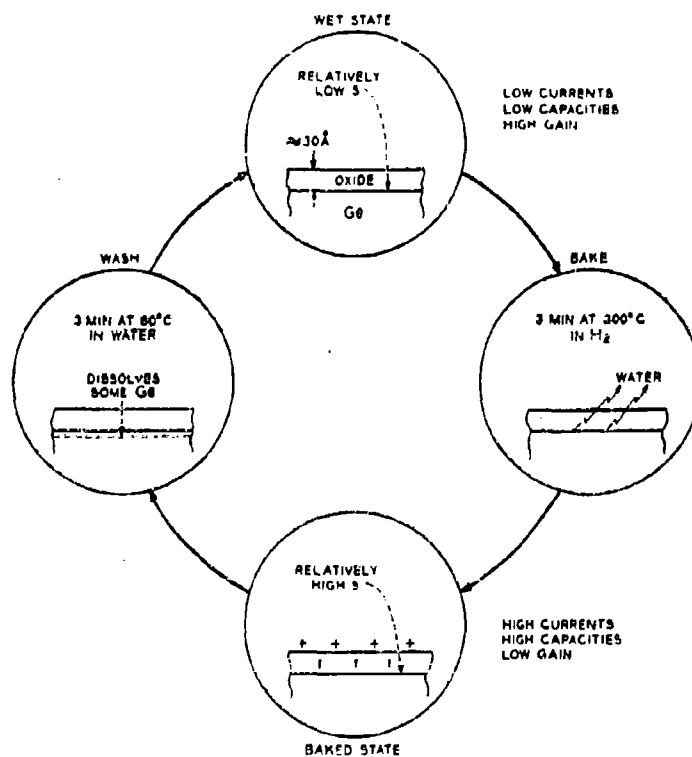 WET STATE
RELATIVELY
LOW S
≈30Å
OXIDE
Ge
LOW CURRENTS
LOW CAPACITIES
HIGH GAIN
BAKE
3 MIN AT 300°C
IN H₂
WATER
RELATIVELY
HIGH S
+ + + +
BAKED STATE
HIGH CURRENTS
HIGH CAPACITIES
LOW GAIN
WASH
3 MIN AT 60°C
IN WATER
DISSOLVES
SOME Ge